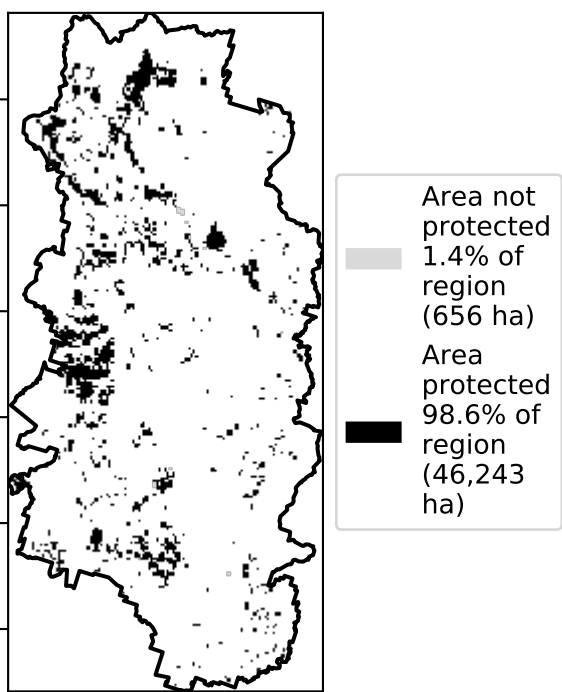 Area not
protected
1.4% of
region
(656 ha)
Area
protected
98.6% of
region
(46,243
ha)